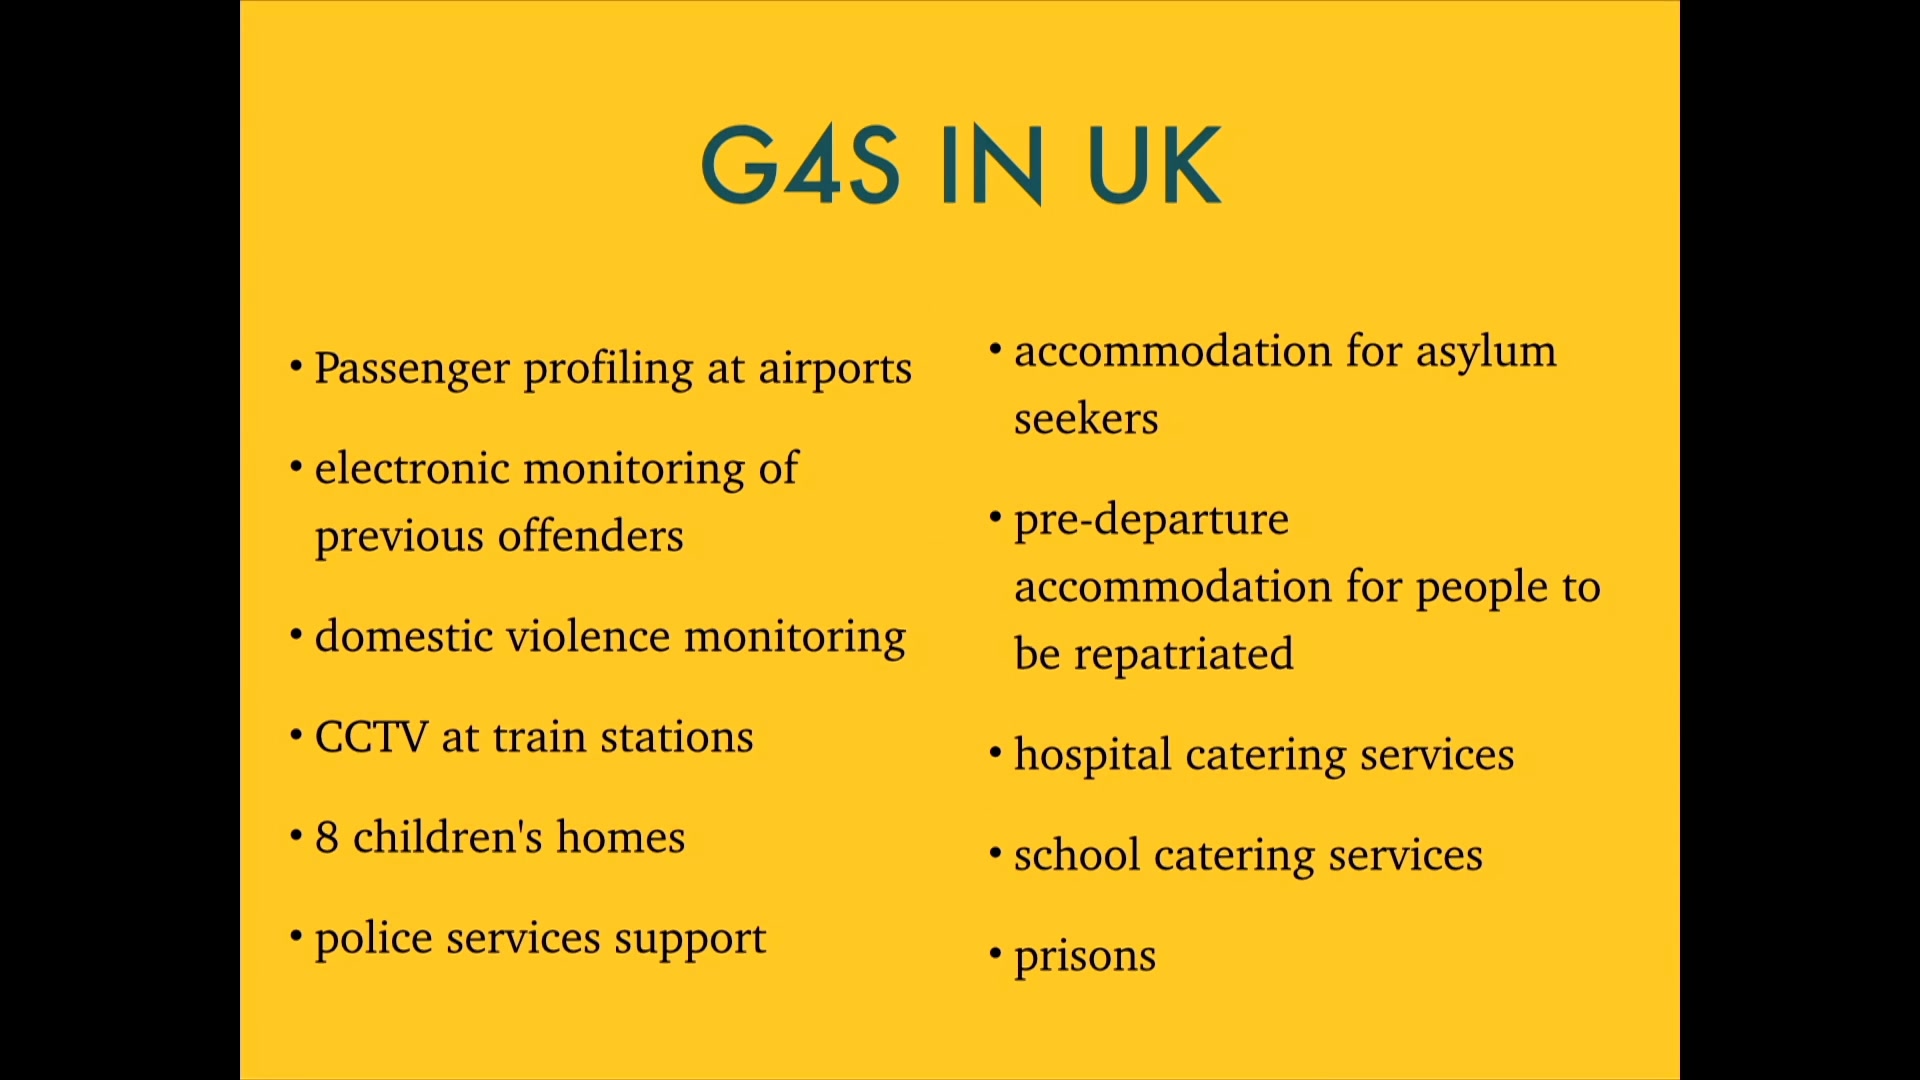 G4S IN UK
• Passenger profiling at airports
• electronic monitoring of
previous offenders
• domestic violence monitoring
• CCTV at train stations
• 8 children's homes
• police services support
• accommodation for asylum
seekers
• pre-departure
accommodation for people to
be repatriated
• hospital catering services
• school catering services
• prisons